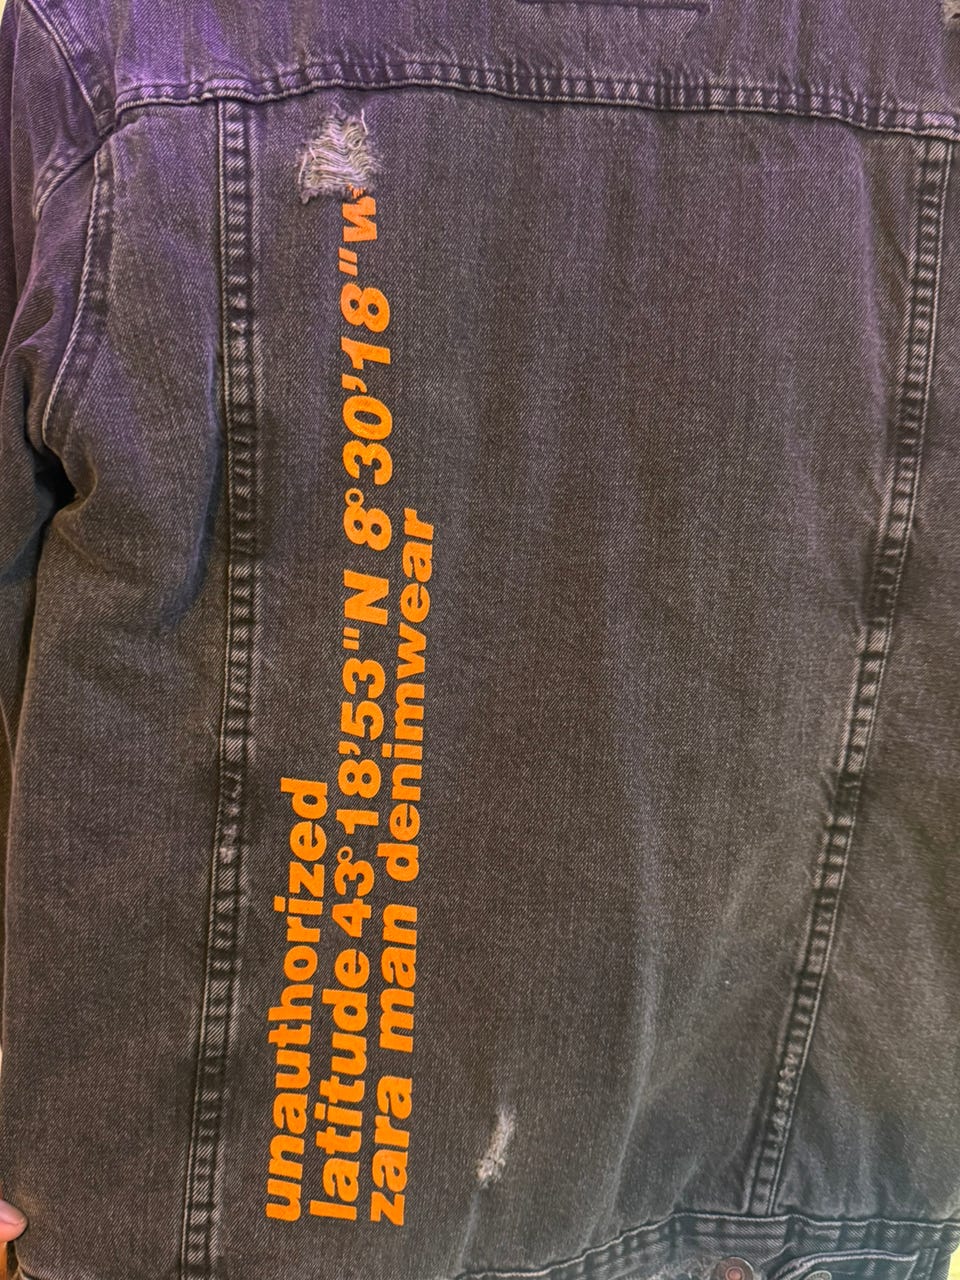 unauthorized
latitude 43°18'53"N 8°30'18"W
zara man denimwear